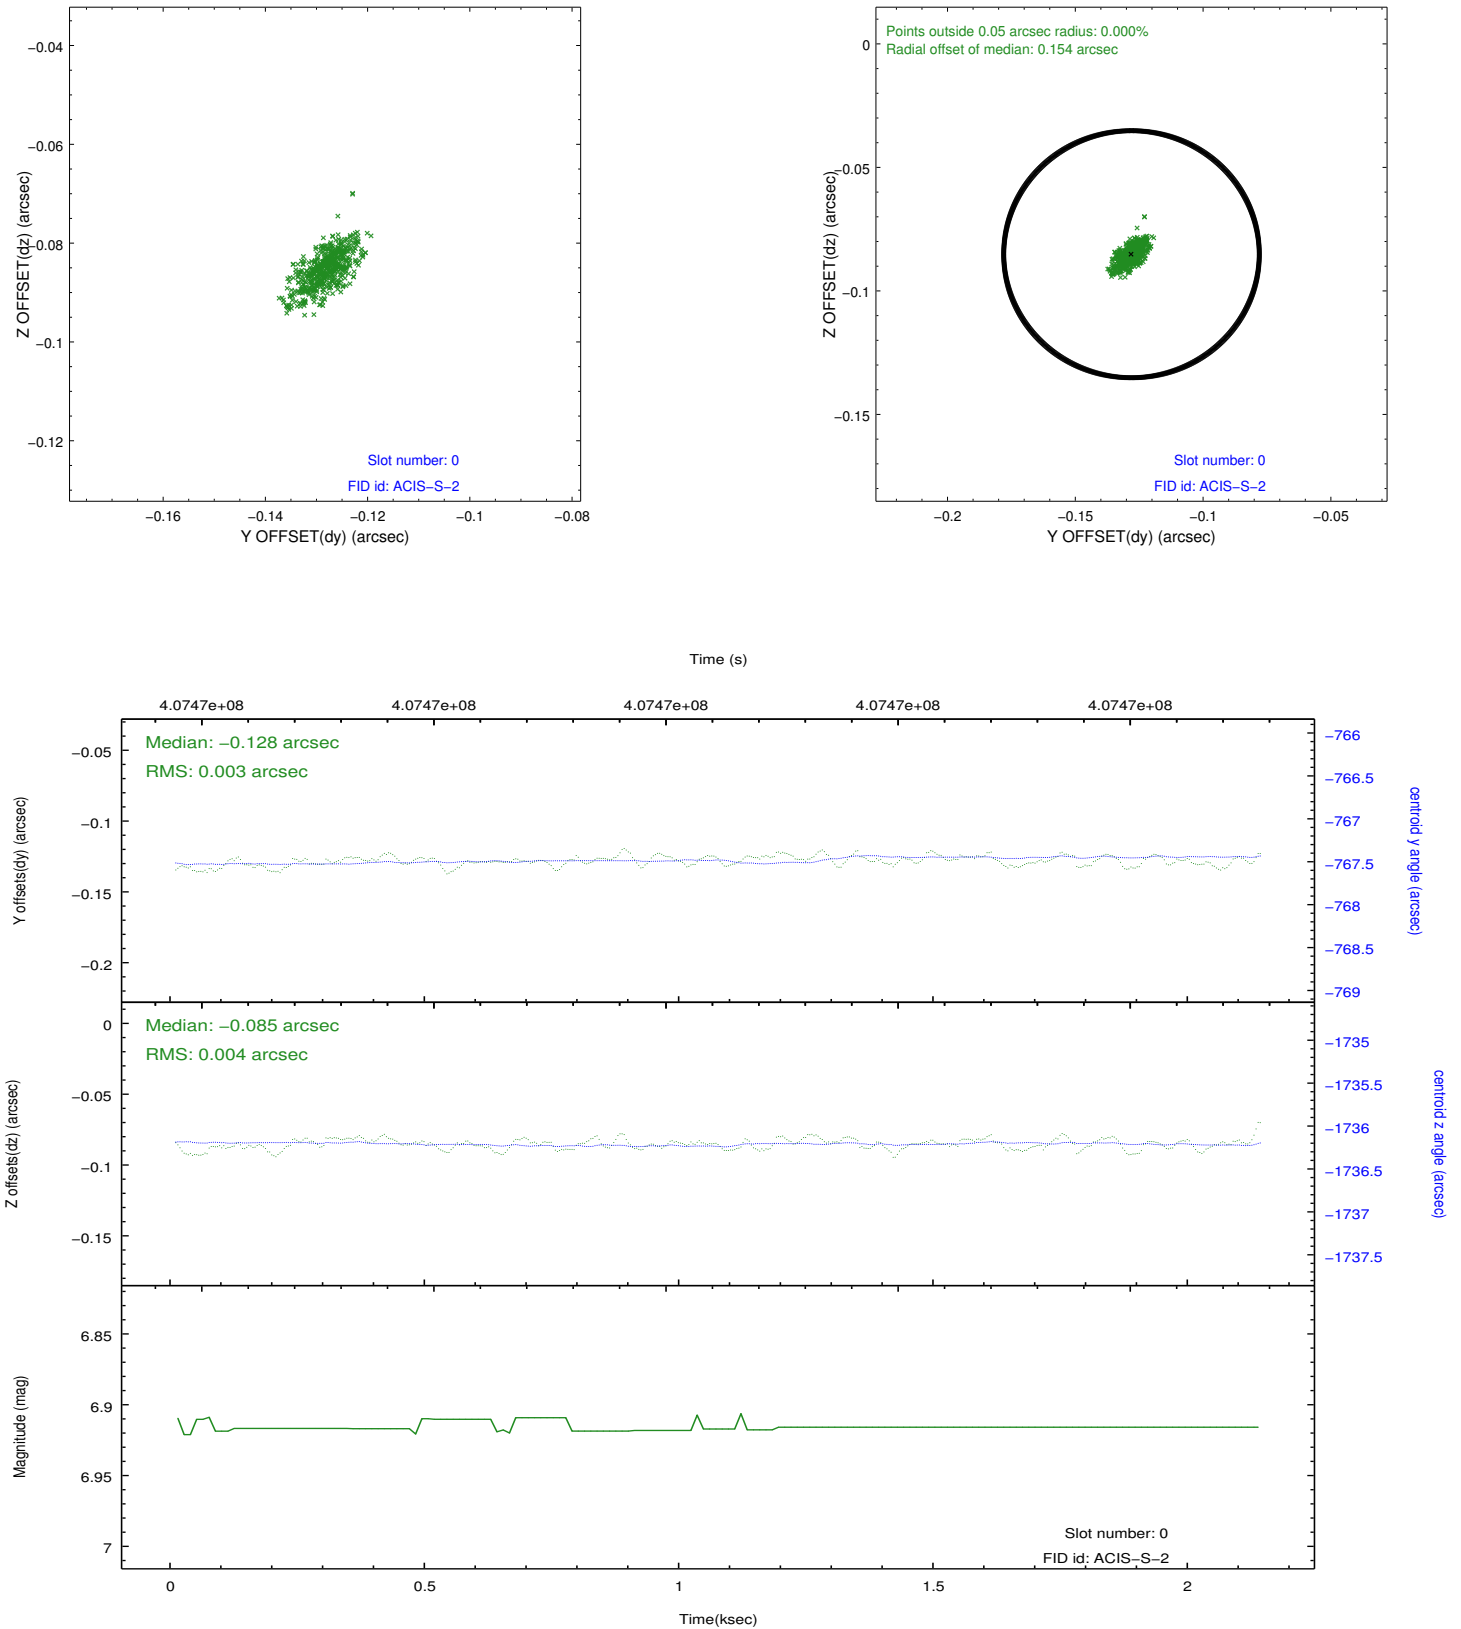 −0.04
−0.06
−0.08
−0.1
−0.12
Z OFFSET(dz) (arcsec)
Slot number: 0
FID id: ACIS−S−2
−0.16
−0.14
−0.12
−0.1
−0.08
Y OFFSET(dy) (arcsec)
Points outside 0.05 arcsec radius: 0.000%
Radial offset of median: 0.154 arcsec
0
−0.05
−0.1
−0.15
Z OFFSET(dz) (arcsec)
Slot number: 0
FID id: ACIS−S−2
−0.2
−0.15
−0.1
−0.05
Y OFFSET(dy) (arcsec)
Time (s)
4.0747e+08
4.0747e+08
4.0747e+08
4.0747e+08
4.0747e+08
Median: −0.128 arcsec
RMS: 0.003 arcsec
−0.05
−0.1
−0.15
−0.2
Y offsets(dy) (arcsec)
−766
−766.5
−767
−767.5
−768
−768.5
−769
centroid y angle (arcsec)
Median: −0.085 arcsec
RMS: 0.004 arcsec
0
−0.05
−0.1
−0.15
Z offsets(dz) (arcsec)
−1735
−1735.5
−1736
−1736.5
−1737
−1737.5
centroid z angle (arcsec)
6.85
6.9
6.95
7
Magnitude (mag)
Slot number: 0
FID id: ACIS−S−2
0
0.5
1
1.5
2
Time(ksec)